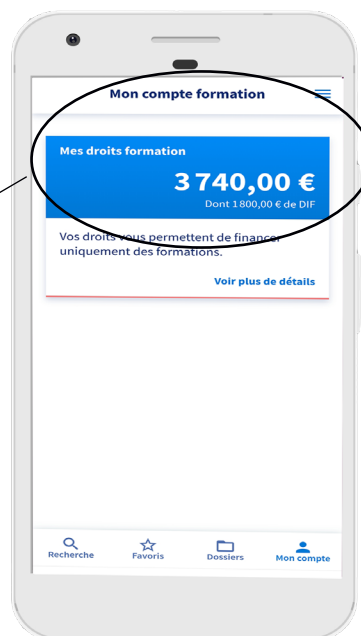 Mon compte formation
Mes droits formation
3 740,00 €
Dont 1 800,00 € de DIF
Vos droits vous permettent de financer
uniquement des formations.
Voir plus de détails
Recherche
Favoris
Dossiers
Mon compte